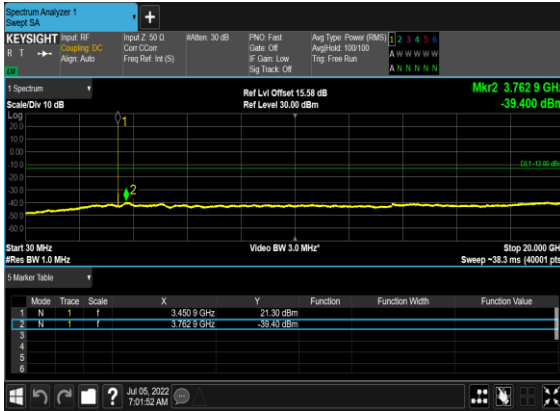 Spectrum Analyzer 1
Swept SA
+
KEYSIGHT Input: RF Input Z: 50 Ω #Atten: 30 dB PNO: Fast Avg Type: Power (RMS) 1 2 3 4 5 6
R T Coupling: DC Corr CCorr Gate: Off Avg|Hold: 100/100 A W W W W W
Align: Auto Freq Ref: Int (S) IF Gain: Low Trig: Free Run
Sig Track: Off A N N N N N
1 Spectrum Ref Lvl Offset 15.58 dB Mkr2 3.762 9 GHz
Scale/Div 10 dB Ref Level 30.00 dBm -39.400 dBm
Log
20.0
10.0
0.00
-10.0
-20.0
-30.0
-40.0
-50.0
-60.0
1
2
DL1 -13.00 dBm
Start 30 MHz Video BW 3.0 MHz* Stop 20.000 GHz
#Res BW 1.0 MHz Sweep ~38.3 ms (40001 pts)
5 Marker Table
Mode Trace Scale X Y Function Function Width Function Value
1 N 1 f 3.450 9 GHz 21.30 dBm
2 N 1 f 3.762 9 GHz -39.40 dBm
3
4
5
6
? Jul 05, 2022
7:01:52 AM